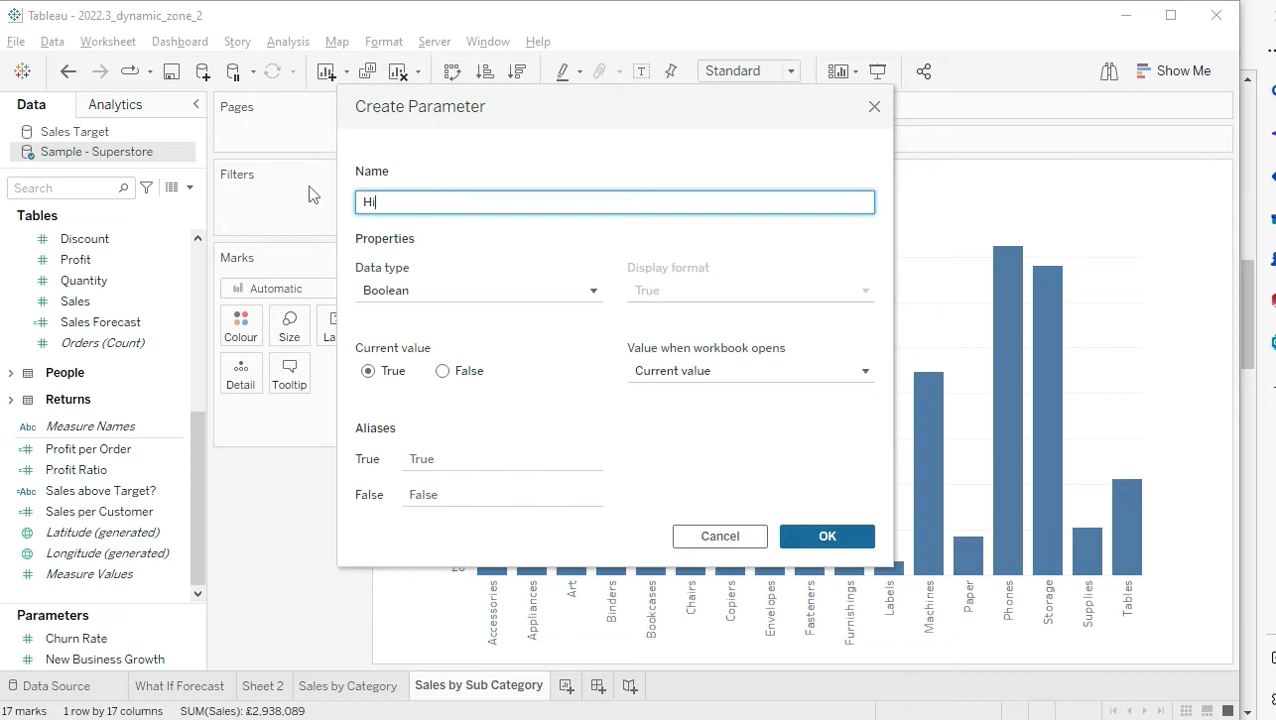 Tableau - 2022.3_dynamic_zone_2
File Data Worksheet Dashboard Story Analysis Map Format Server Window Help
Standard
Show Me
Data Analytics
Sales Target
Sample - Superstore
Search
Tables
Discount
Profit
Quantity
Sales
Sales Forecast
Orders (Count)
People
Returns
Abc Measure Names
Profit per Order
Profit Ratio
Abc Sales above Target?
Sales per Customer
Latitude (generated)
Longitude (generated)
Measure Values
Parameters
Churn Rate
New Business Growth
Pages
Filters
Marks
Automatic
Colour Size
Detail Tooltip
Create Parameter
Name
Hi
Properties
Data type Display format
Boolean True
Current value Value when workbook opens
True False Current value
Aliases
True True
False False
Cancel OK
Accessories
Appliances
Art
Binders
Bookcases
Chairs
Copiers
Envelopes
Fasteners
Furnishings
Labels
Machines
Paper
Phones
Storage
Supplies
Tables
Data Source What If Forecast Sheet 2 Sales by Category Sales by Sub Category
17 marks 1 row by 17 columns SUM(Sales): £2,938,089